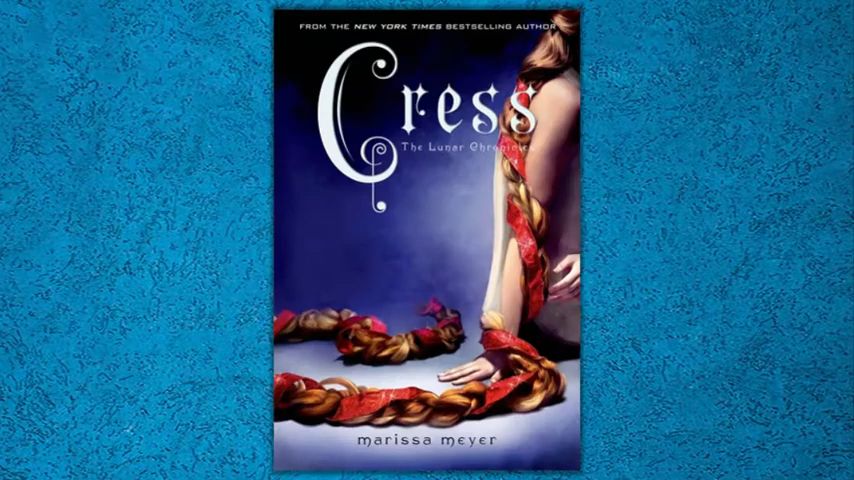 FROM THE NEW YORK TIMES BESTSELLING AUTHOR
Cress
The Lunar Chronicles
marissa meyer